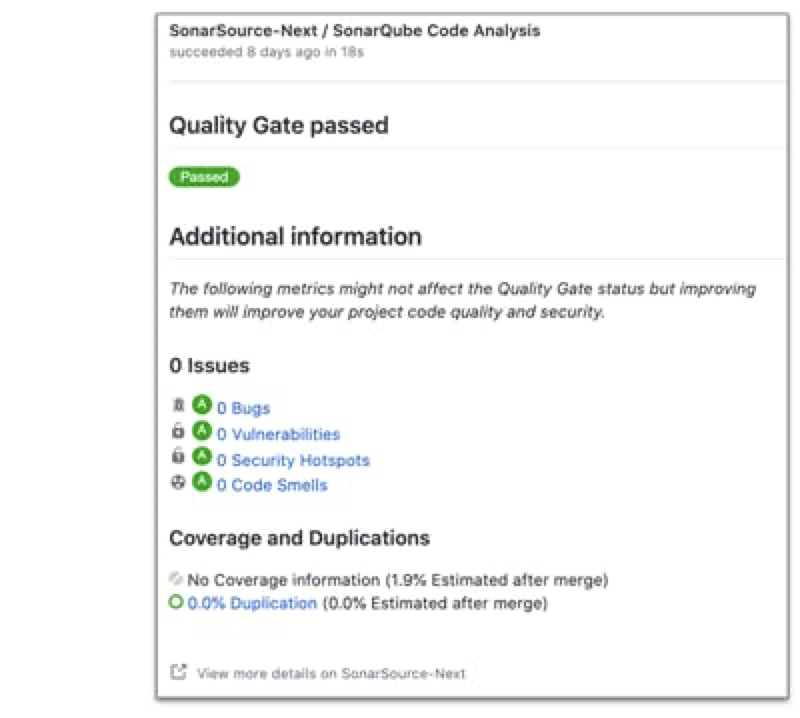 SonarSource-Next / SonarQube Code Analysis
succeeded 8 days ago in 18s
Quality Gate passed
Passed
Additional information
The following metrics might not affect the Quality Gate status but improving
them will improve your project code quality and security.
0 Issues
A 0 Bugs
A 0 Vulnerabilities
A 0 Security Hotspots
A 0 Code Smells
Coverage and Duplications
No Coverage information (1.9% Estimated after merge)
0.0% Duplication (0.0% Estimated after merge)
View more details on SonarSource-Next